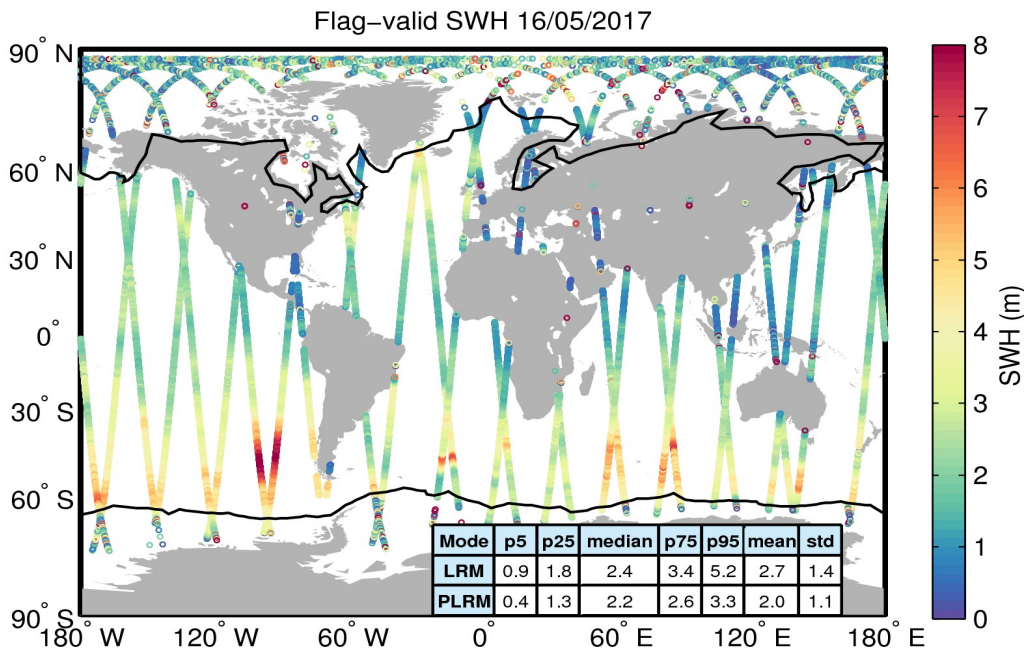 Flag−valid SWH 16/05/2017
90° N
60° N
30° N
0°
30° S
60° S
90° S
180° W
120° W
60° W
0°
60° E
120° E
180° E
8
7
6
5
4
3
2
1
0
SWH (m)
Mode p5 p25 median p75 p95 mean std
LRM 0.9 1.8 2.4 3.4 5.2 2.7 1.4
PLRM 0.4 1.3 2.2 2.6 3.3 2.0 1.1